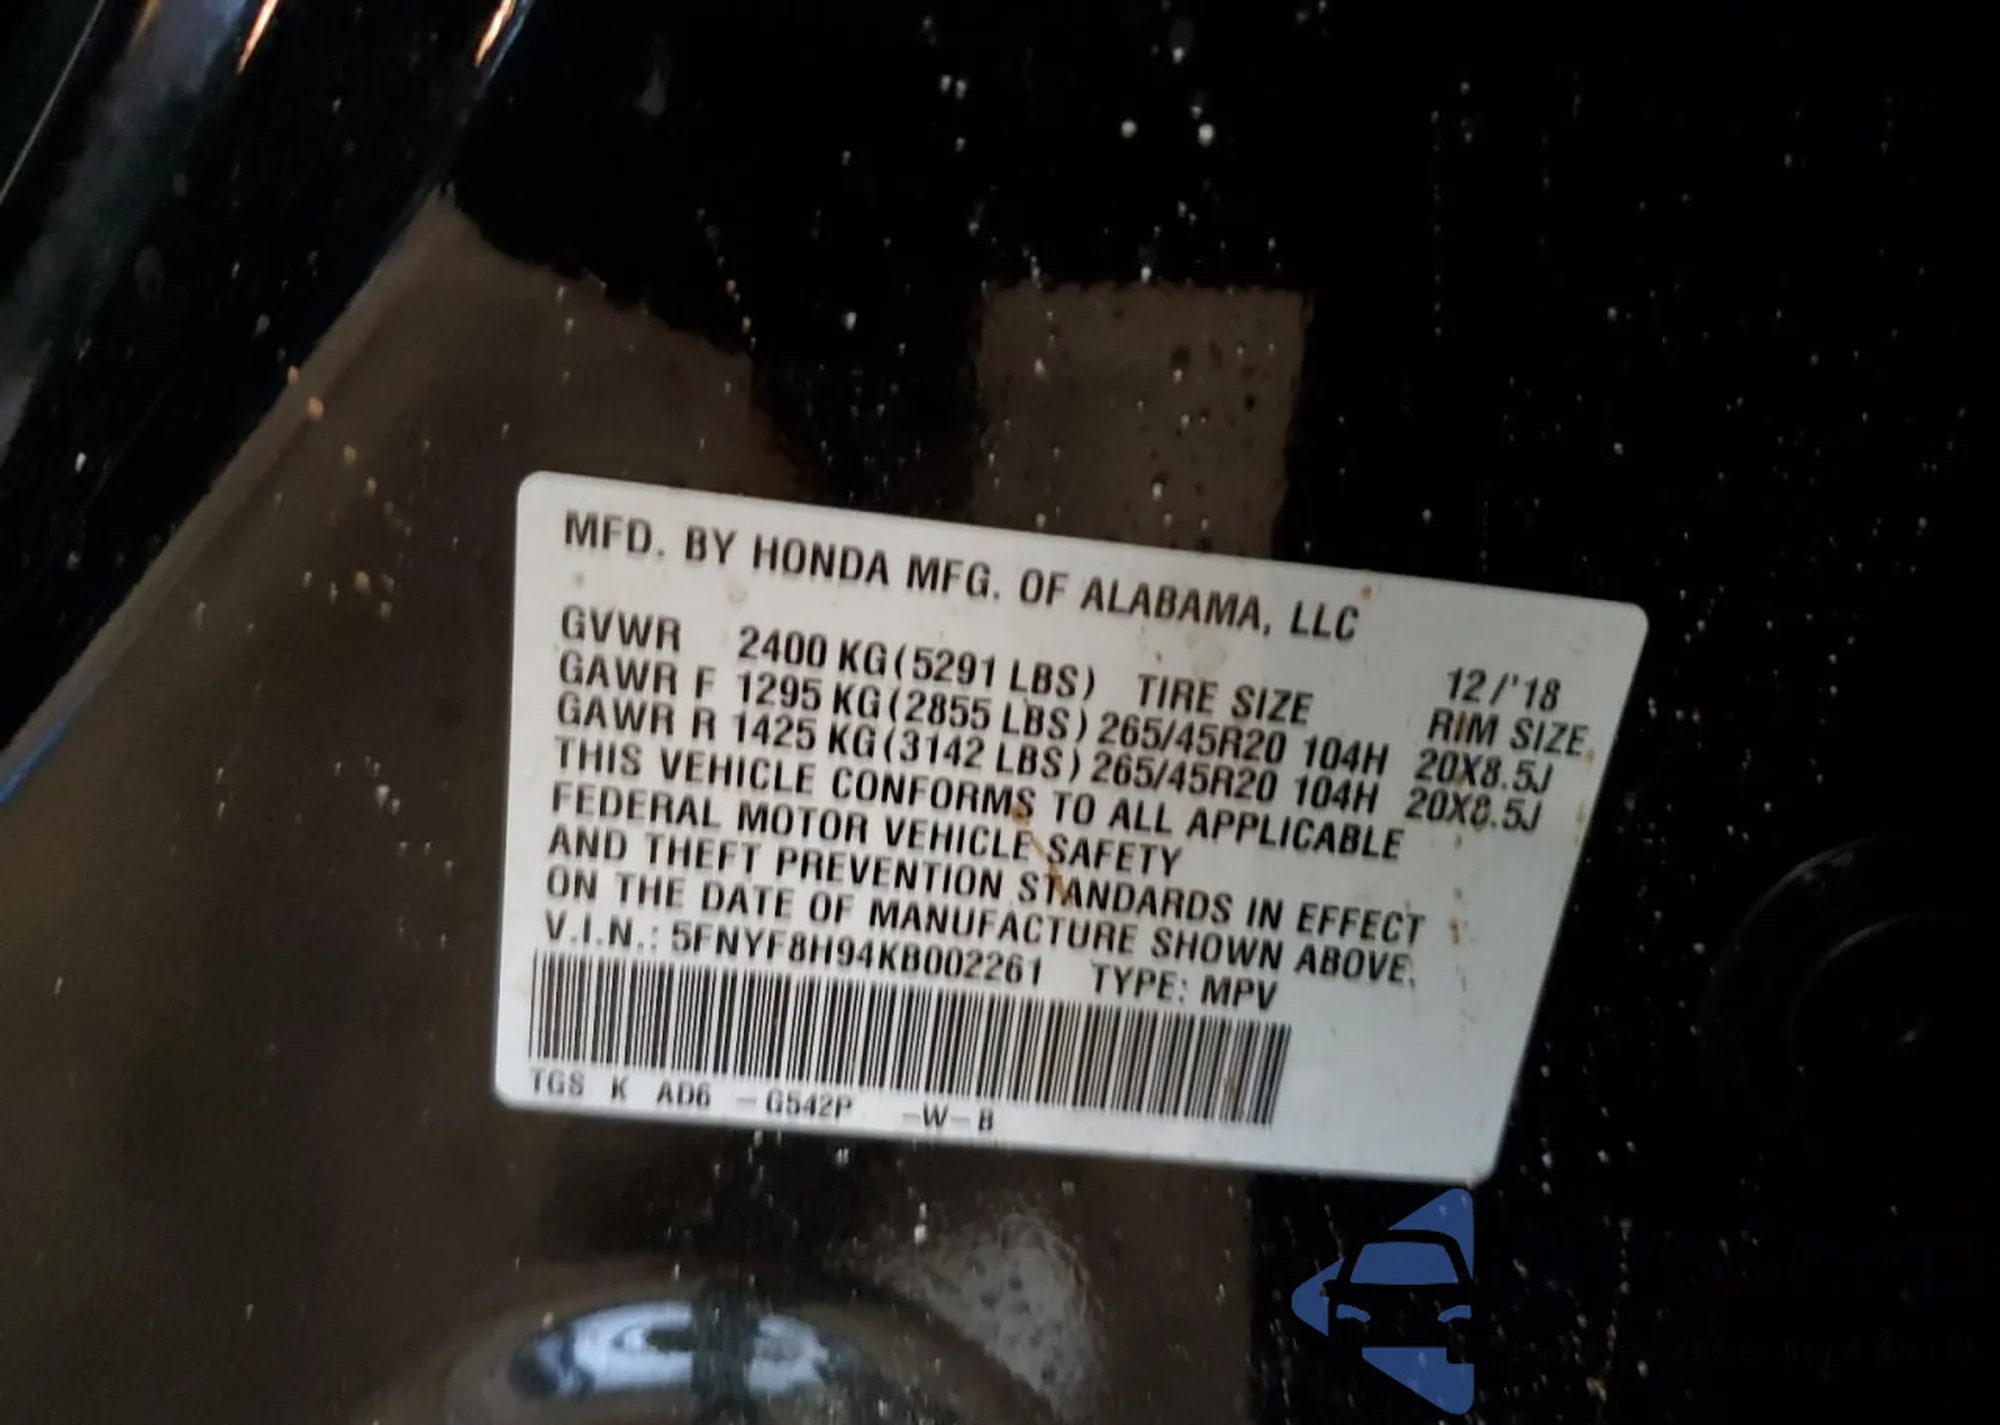 MFD. BY HONDA MFG. OF ALABAMA, LLC
12/'18
GVWR 2400 KG (5291 LBS) TIRE SIZE RIM SIZE
GAWR F 1295 KG (2855 LBS) 265/45R20 104H 20X8.5J
GAWR R 1425 KG (3142 LBS) 265/45R20 104H 20X8.5J
THIS VEHICLE CONFORMS TO ALL APPLICABLE
FEDERAL MOTOR VEHICLE SAFETY
AND THEFT PREVENTION STANDARDS IN EFFECT
ON THE DATE OF MANUFACTURE SHOWN ABOVE.
V.I.N.: 5FNYF8H94KB002261 TYPE: MPV
TGS K AD6 – G542P –W– B